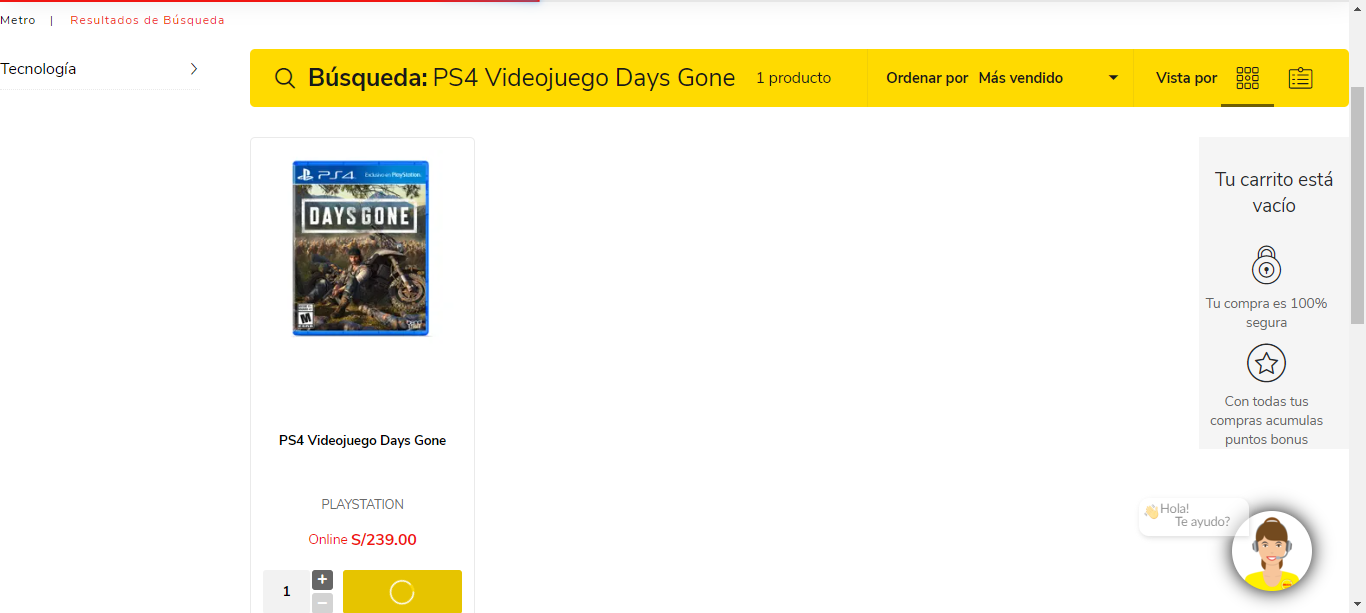 Metro | Resultados de Búsqueda
Tecnología
Búsqueda: PS4 Videojuego Days Gone 1 producto Ordenar por Más vendido Vista por
PS4 Exclusivo en PlayStation.
DAYS GONE
M
PS4 Videojuego Days Gone
PLAYSTATION
Online S/239.00
1
+
−
Tu carrito está
vacío
Tu compra es 100%
segura
Con todas tus
compras acumulas
puntos bonus
Hola!
Te ayudo?